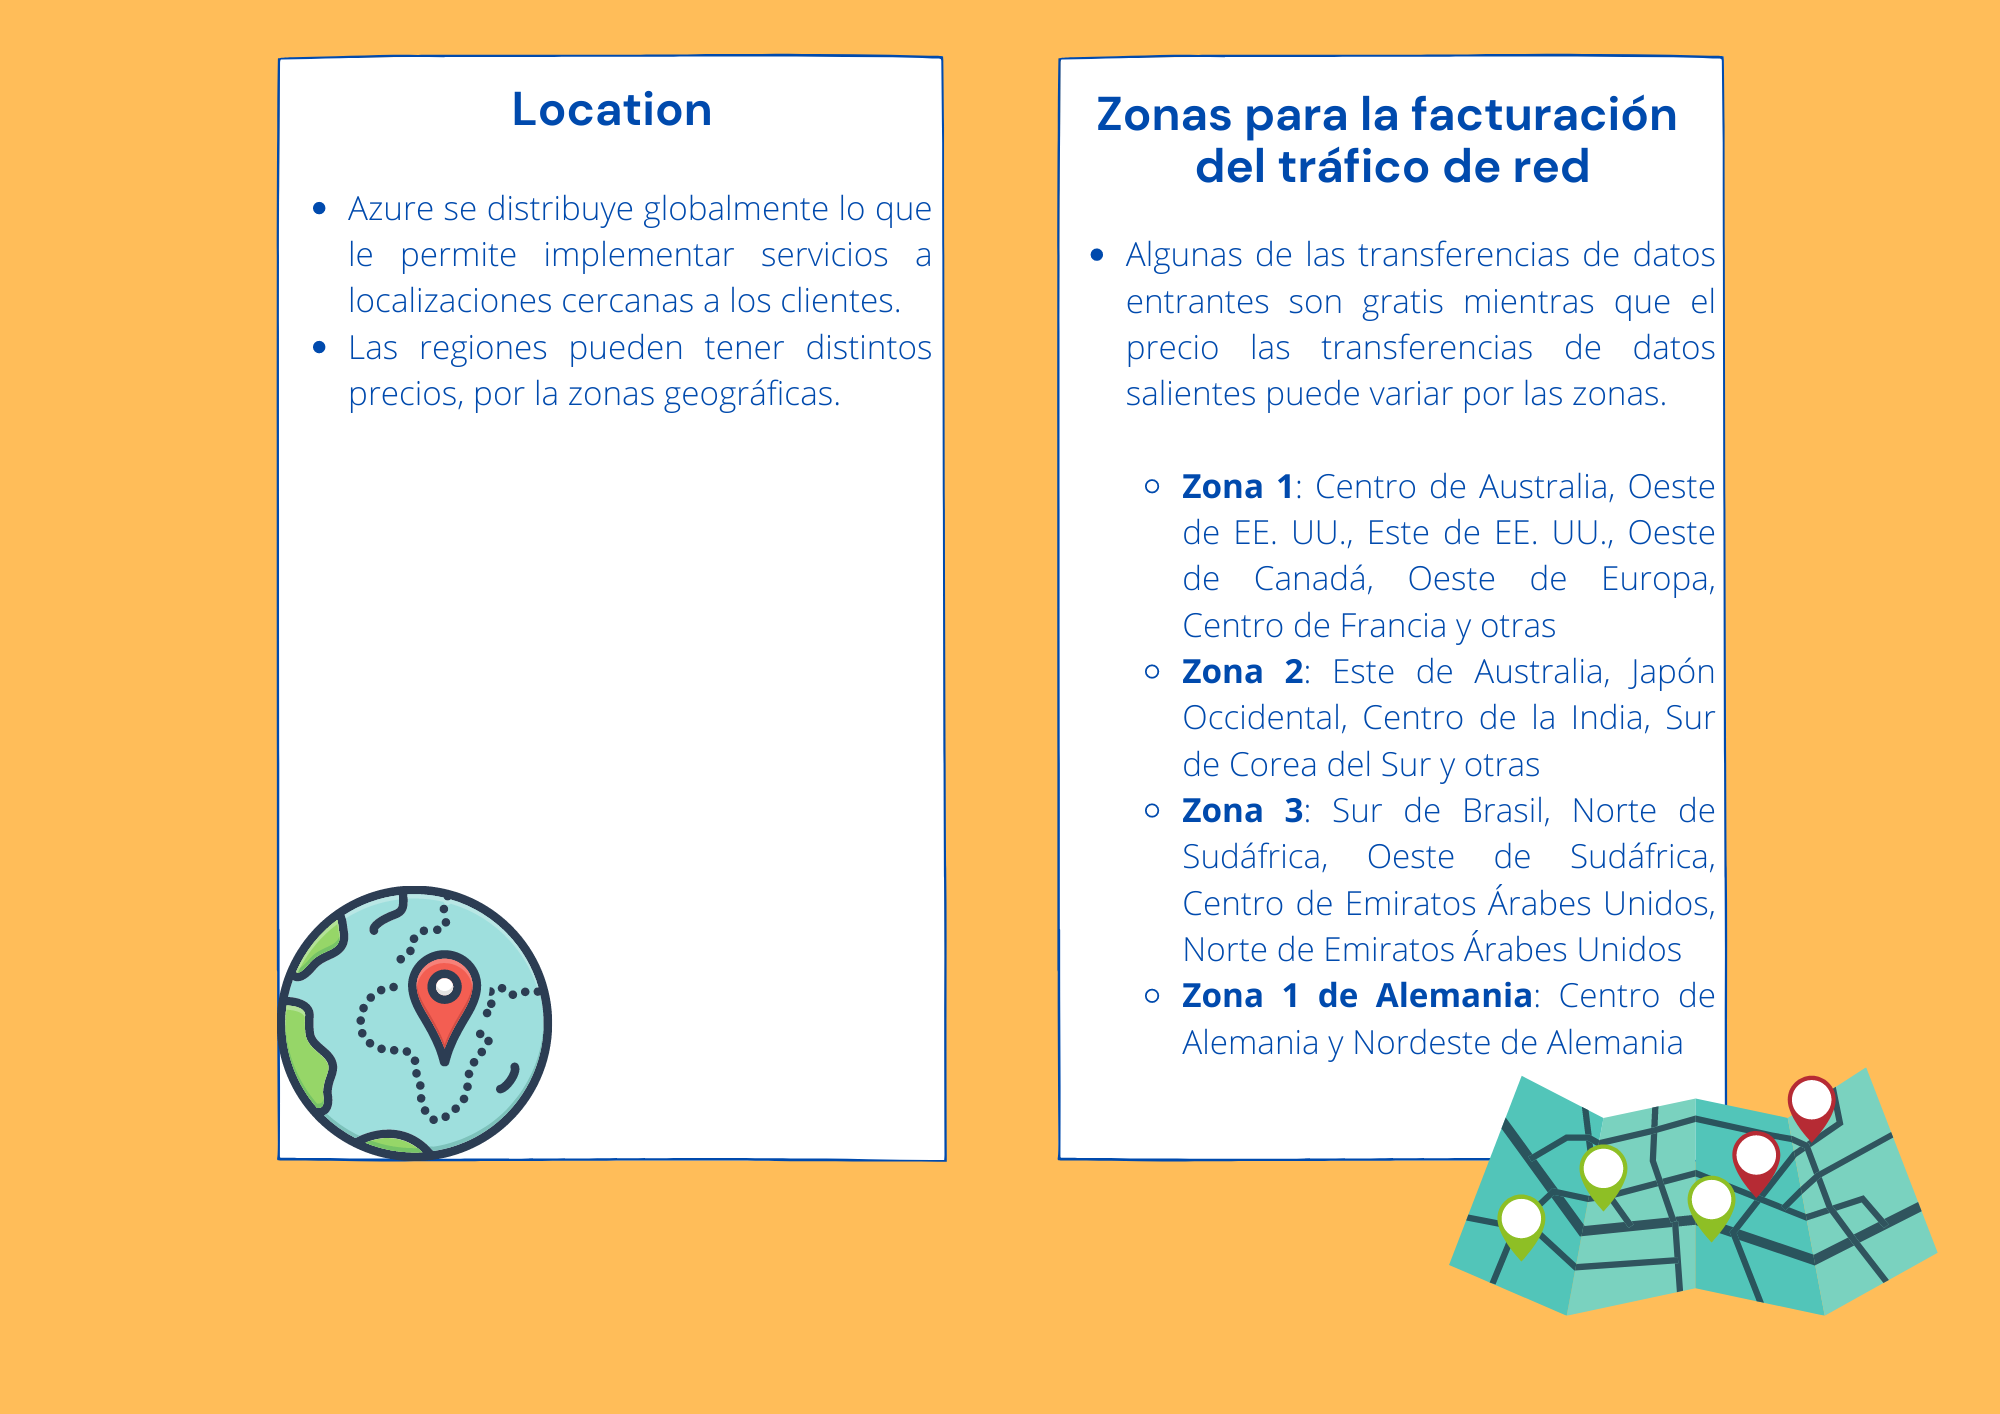 Location
• Azure se distribuye globalmente lo que
le permite implementar servicios a
localizaciones cercanas a los clientes.
• Las regiones pueden tener distintos
precios, por la zonas geográficas.
Zonas para la facturación
del tráfico de red
• Algunas de las transferencias de datos
entrantes son gratis mientras que el
precio las transferencias de datos
salientes puede variar por las zonas.
◦ Zona 1: Centro de Australia, Oeste
de EE. UU., Este de EE. UU., Oeste
de Canadá, Oeste de Europa,
Centro de Francia y otras
◦ Zona 2: Este de Australia, Japón
Occidental, Centro de la India, Sur
de Corea del Sur y otras
◦ Zona 3: Sur de Brasil, Norte de
Sudáfrica, Oeste de Sudáfrica,
Centro de Emiratos Árabes Unidos,
Norte de Emiratos Árabes Unidos
◦ Zona 1 de Alemania: Centro de
Alemania y Nordeste de Alemania